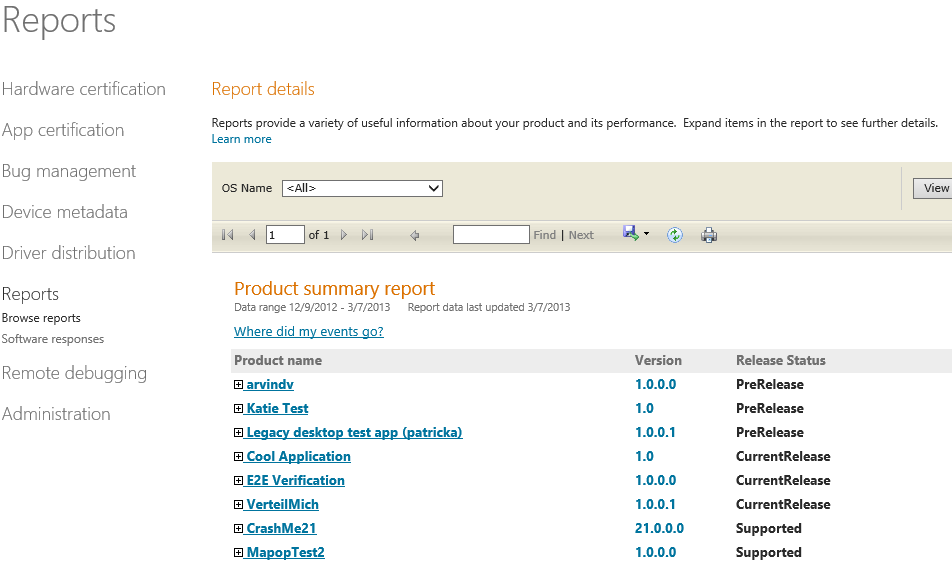 Reports
Hardware certification
App certification
Bug management
Device metadata
Driver distribution
Reports
Browse reports
Software responses
Remote debugging
Administration
Report details
Reports provide a variety of useful information about your product and its performance. Expand items in the report to see further details.
Learn more
OS Name <All> View
1 of 1 Find | Next
Product summary report
Data range 12/9/2012 - 3/7/2013 Report data last updated 3/7/2013
Where did my events go?
Product name Version Release Status
arvindv 1.0.0.0 PreRelease
Katie Test 1.0 PreRelease
Legacy desktop test app (patricka) 1.0.0.1 PreRelease
Cool Application 1.0 CurrentRelease
E2E Verification 1.0.0.0 CurrentRelease
VerteilMich 1.0.0.1 CurrentRelease
CrashMe21 21.0.0.0 Supported
MapopTest2 1.0.0.0 Supported